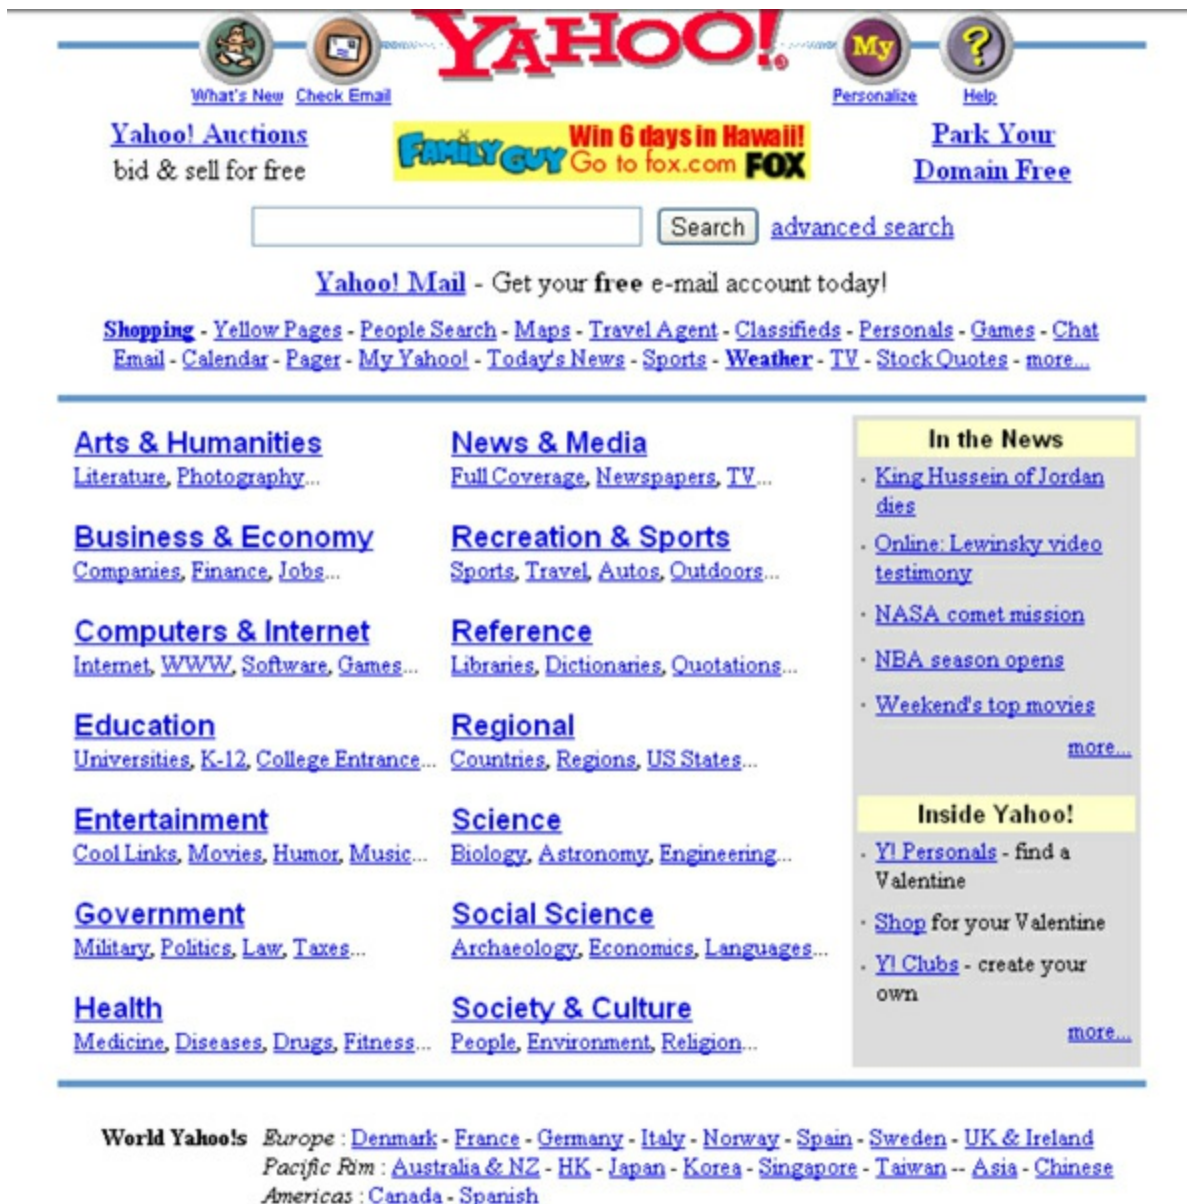 YAHOO!
My
?
What's New Check Email Personalize Help
Yahoo! Auctions
bid & sell for free
FAMILY GUY Win 6 days in Hawaii!
Go to fox.com FOX
Park Your
Domain Free
Search advanced search
Yahoo! Mail - Get your free e-mail account today!
Shopping - Yellow Pages - People Search - Maps - Travel Agent - Classifieds - Personals - Games - Chat
Email - Calendar - Pager - My Yahoo! - Today's News - Sports - Weather - TV - Stock Quotes - more...
Arts & Humanities
Literature, Photography...
Business & Economy
Companies, Finance, Jobs...
Computers & Internet
Internet, WWW, Software, Games...
Education
Universities, K-12, College Entrance...
Entertainment
Cool Links, Movies, Humor, Music...
Government
Military, Politics, Law, Taxes...
Health
Medicine, Diseases, Drugs, Fitness...
News & Media
Full Coverage, Newspapers, TV...
Recreation & Sports
Sports, Travel, Autos, Outdoors...
Reference
Libraries, Dictionaries, Quotations...
Regional
Countries, Regions, US States...
Science
Biology, Astronomy, Engineering...
Social Science
Archaeology, Economics, Languages...
Society & Culture
People, Environment, Religion...
In the News
· King Hussein of Jordan
dies
· Online: Lewinsky video
testimony
· NASA comet mission
· NBA season opens
· Weekend's top movies
more...
Inside Yahoo!
· Y! Personals - find a
Valentine
· Shop for your Valentine
· Y! Clubs - create your
own
more...
World Yahoo!s Europe : Denmark - France - Germany - Italy - Norway - Spain - Sweden - UK & Ireland
Pacific Rim : Australia & NZ - HK - Japan - Korea - Singapore - Taiwan -- Asia - Chinese
Americas : Canada - Spanish